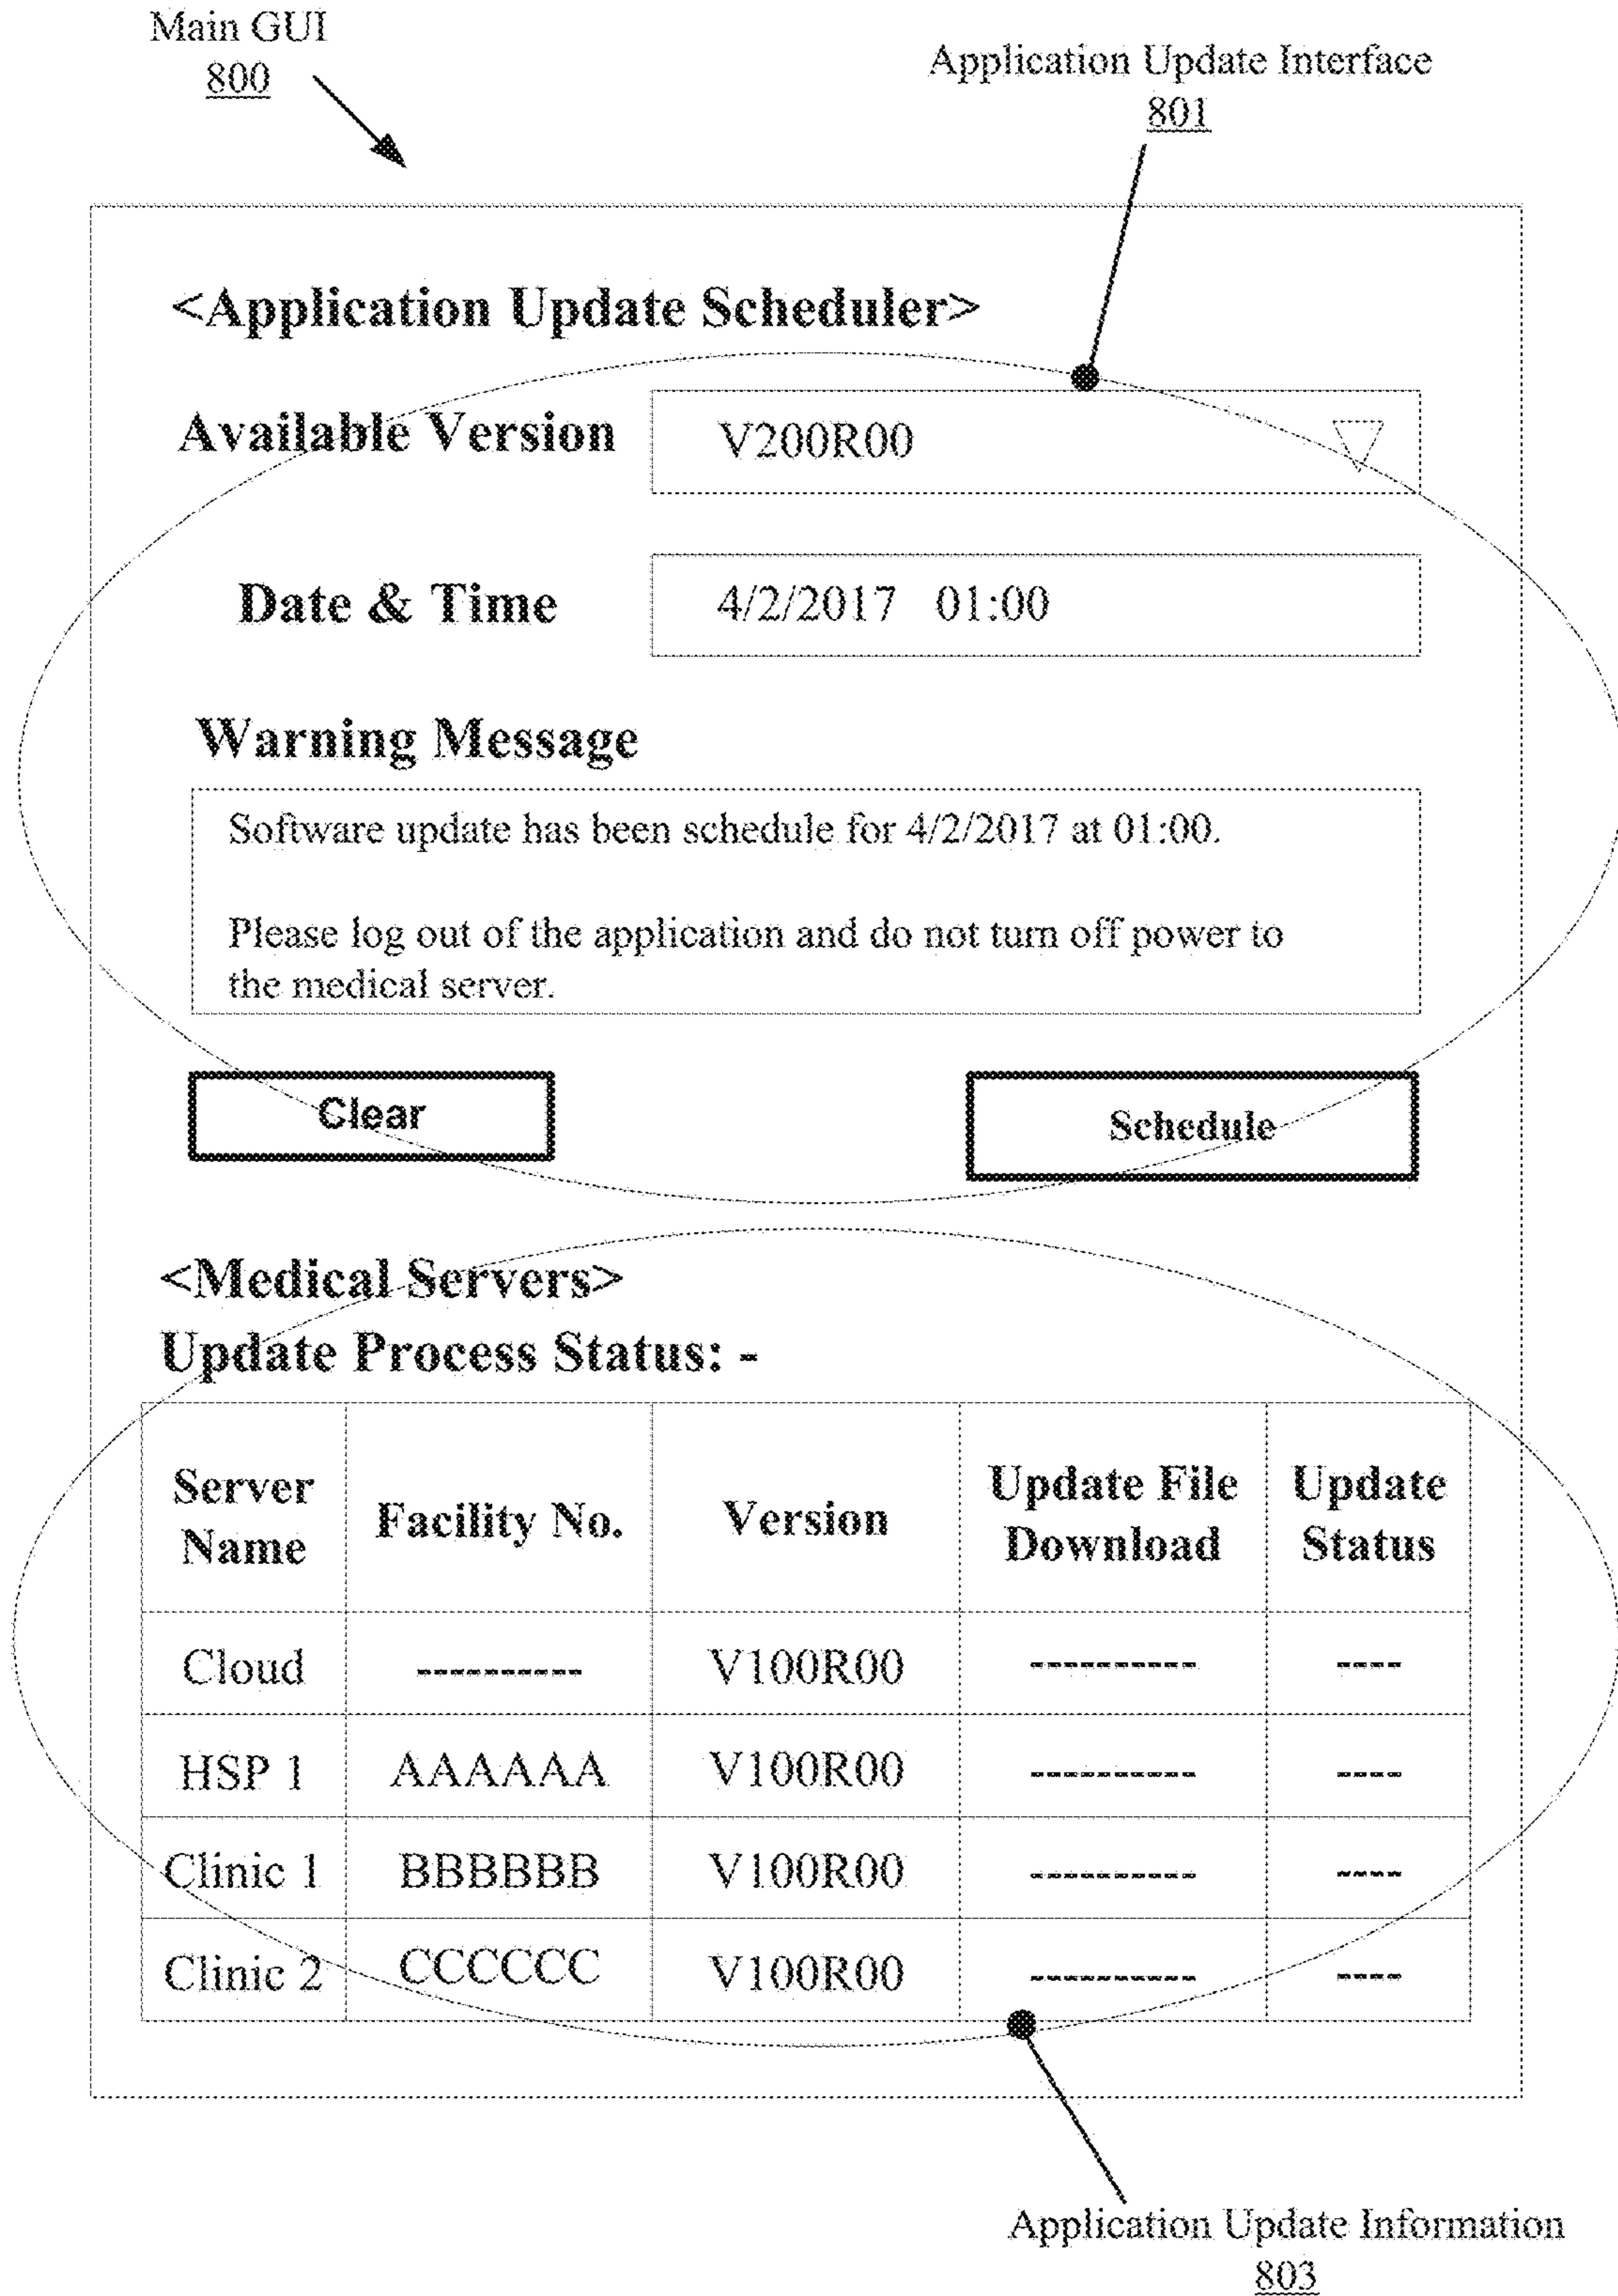 Main GUI
800
Application Update Interface
801
<Application Update Scheduler>
Available Version V200R00
Date & Time 4/2/2017 01:00
Warning Message
Software update has been schedule for 4/2/2017 at 01:00.
Please log out of the application and do not turn off power to
the medical server.
Clear Schedule
<Medical Servers>
Update Process Status: -
Server Name Facility No. Version Update File Download Update Status
Cloud ---------- V100R00 ---------- ----
HSP 1 AAAAAA V100R00 ---------- ----
Clinic 1 BBBBBB V100R00 ---------- ----
Clinic 2 CCCCCC V100R00 ---------- ----
Application Update Information
803